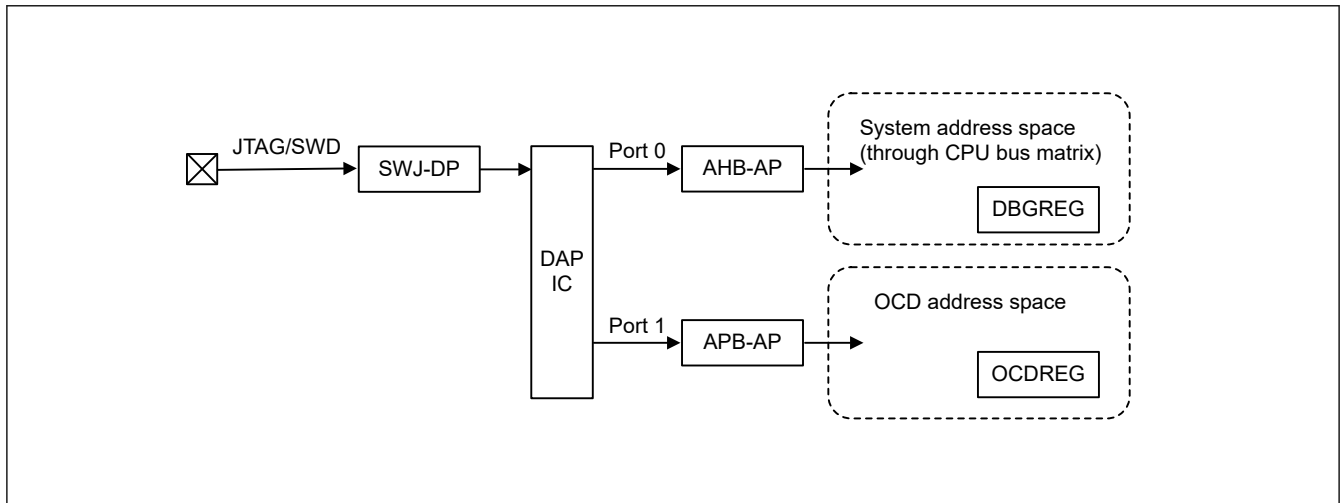 JTAG/SWD
SWJ-DP
DAP
IC
Port 0
AHB-AP
System address space
(through CPU bus matrix)
DBGREG
Port 1
APB-AP
OCD address space
OCDREG